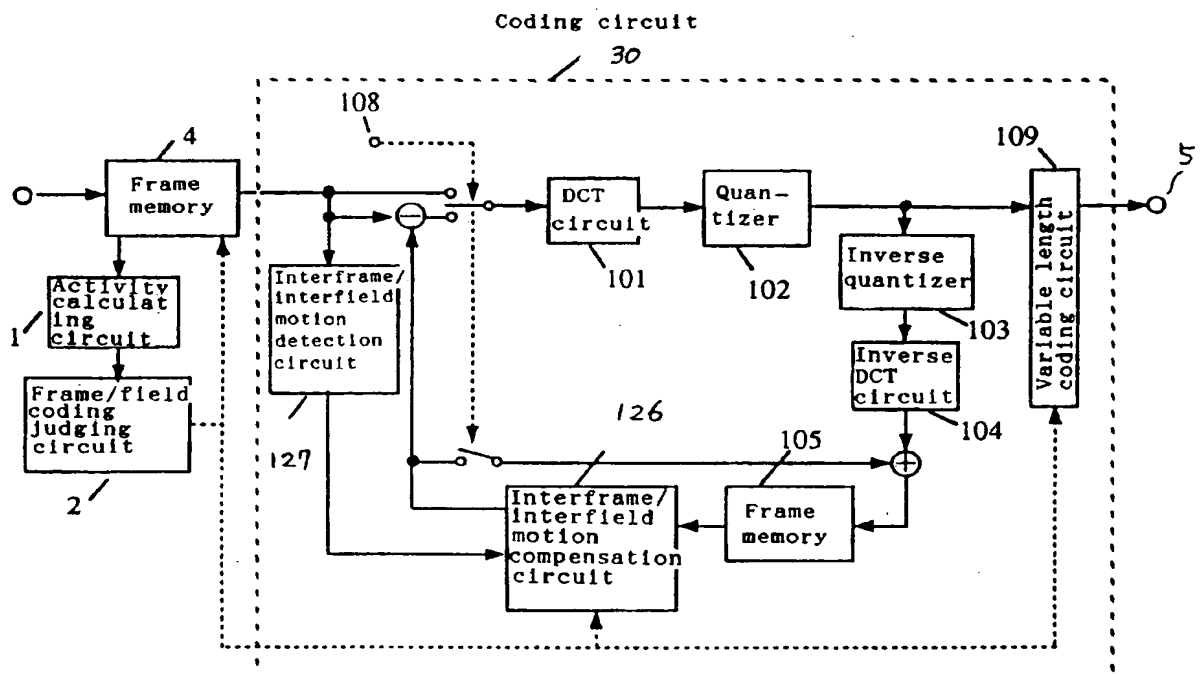 Coding circuit
30
108
4
109
5
Frame
memory
DCT
circuit
Quan-
tizer
Variable length
coding circuit
101
102
Inverse
quantizer
103
Activity
calculat
ing
circuit
1
Interframe/
interfield
motion
detection
circuit
Inverse
DCT
circuit
104
Frame/field
coding
judging
circuit
2
127
126
105
Interframe/
interfield
motion
compensation
circuit
Frame
memory